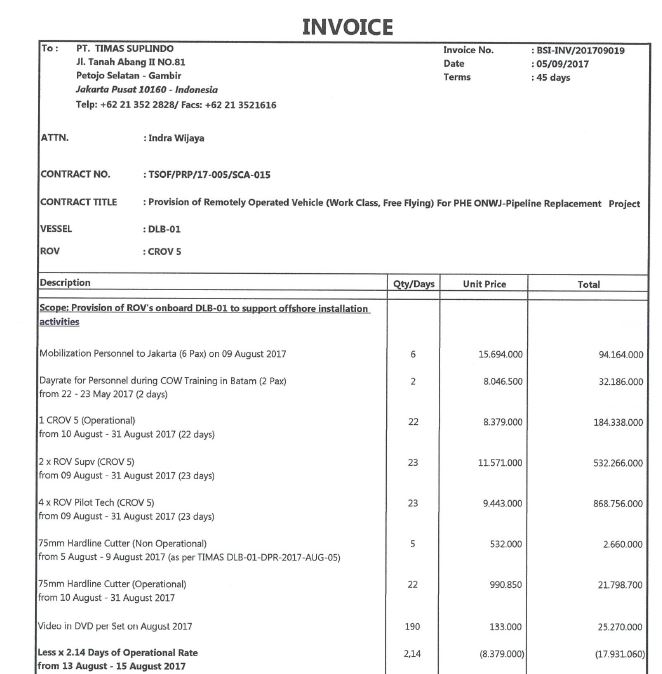 INVOICE
To : PT. TIMAS SUPLINDO Invoice No. : BSI-INV/201709019
Jl. Tanah Abang II NO.81 Date : 05/09/2017
Petojo Selatan - Gambir Terms : 45 days
Jakarta Pusat 10160 - Indonesia
Telp: +62 21 352 2828/ Facs: +62 21 3521616
ATTN. : Indra Wijaya
CONTRACT NO. : TSOF/PRP/17-005/SCA-015
CONTRACT TITLE : Provision of Remotely Operated Vehicle (Work Class, Free Flying) For PHE ONWJ-Pipeline Replacement Project
VESSEL : DLB-01
ROV : CROV 5
Description Qty/Days Unit Price Total
Scope: Provision of ROV's onboard DLB-01 to support offshore installation
activities
Mobilization Personnel to Jakarta (6 Pax) on 09 August 2017 6 15.694.000 94.164.000
Dayrate for Personnel during COW Training in Batam (2 Pax) 2 8.046.500 32.186.000
from 22 - 23 May 2017 (2 days)
1 CROV 5 (Operational) 22 8.379.000 184.338.000
from 10 August - 31 August 2017 (22 days)
2 x ROV Supv (CROV 5) 23 11.571.000 532.266.000
from 09 August - 31 August 2017 (23 days)
4 x ROV Pilot Tech (CROV 5) 23 9.443.000 868.756.000
from 09 August - 31 August 2017 (23 days)
75mm Hardline Cutter (Non Operational) 5 532.000 2.660.000
from 5 August - 9 August 2017 (as per TIMAS DLB-01-DPR-2017-AUG-05)
75mm Hardline Cutter (Operational) 22 990.850 21.798.700
from 10 August - 31 August 2017
Video in DVD per Set on August 2017 190 133.000 25.270.000
Less x 2.14 Days of Operational Rate 2,14 (8.379.000) (17.931.060)
from 13 August - 15 August 2017